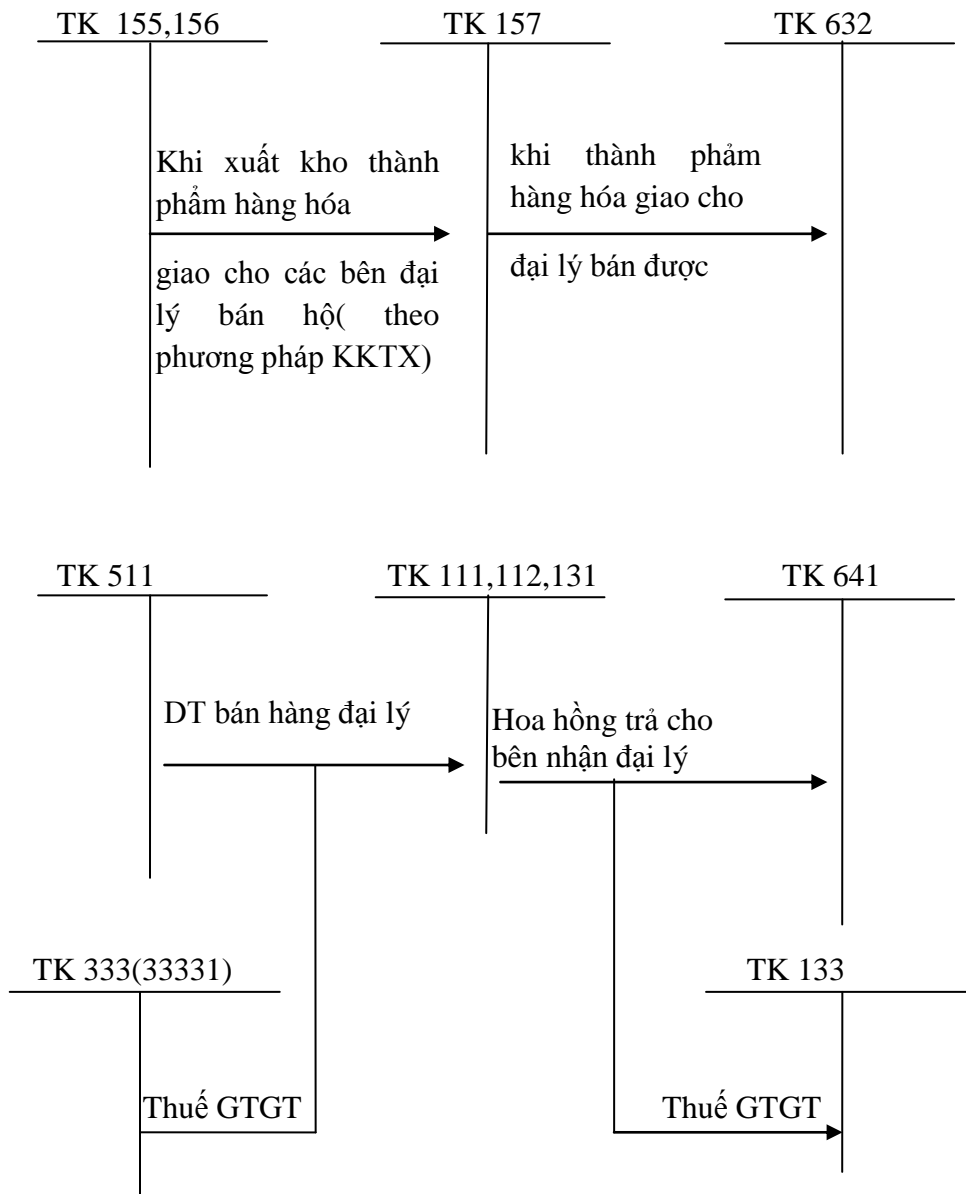 TK 155,156
TK 157
TK 632
Khi xuất kho thành
phẩm hàng hóa
giao cho các bên đại
lý bán hộ( theo
phương pháp KKTX)
khi thành phảm
hàng hóa giao cho
đại lý bán được
TK 511
TK 111,112,131
TK 641
DT bán hàng đại lý
Hoa hồng trả cho
bên nhận đại lý
TK 333(33331)
TK 133
Thuế GTGT
Thuế GTGT